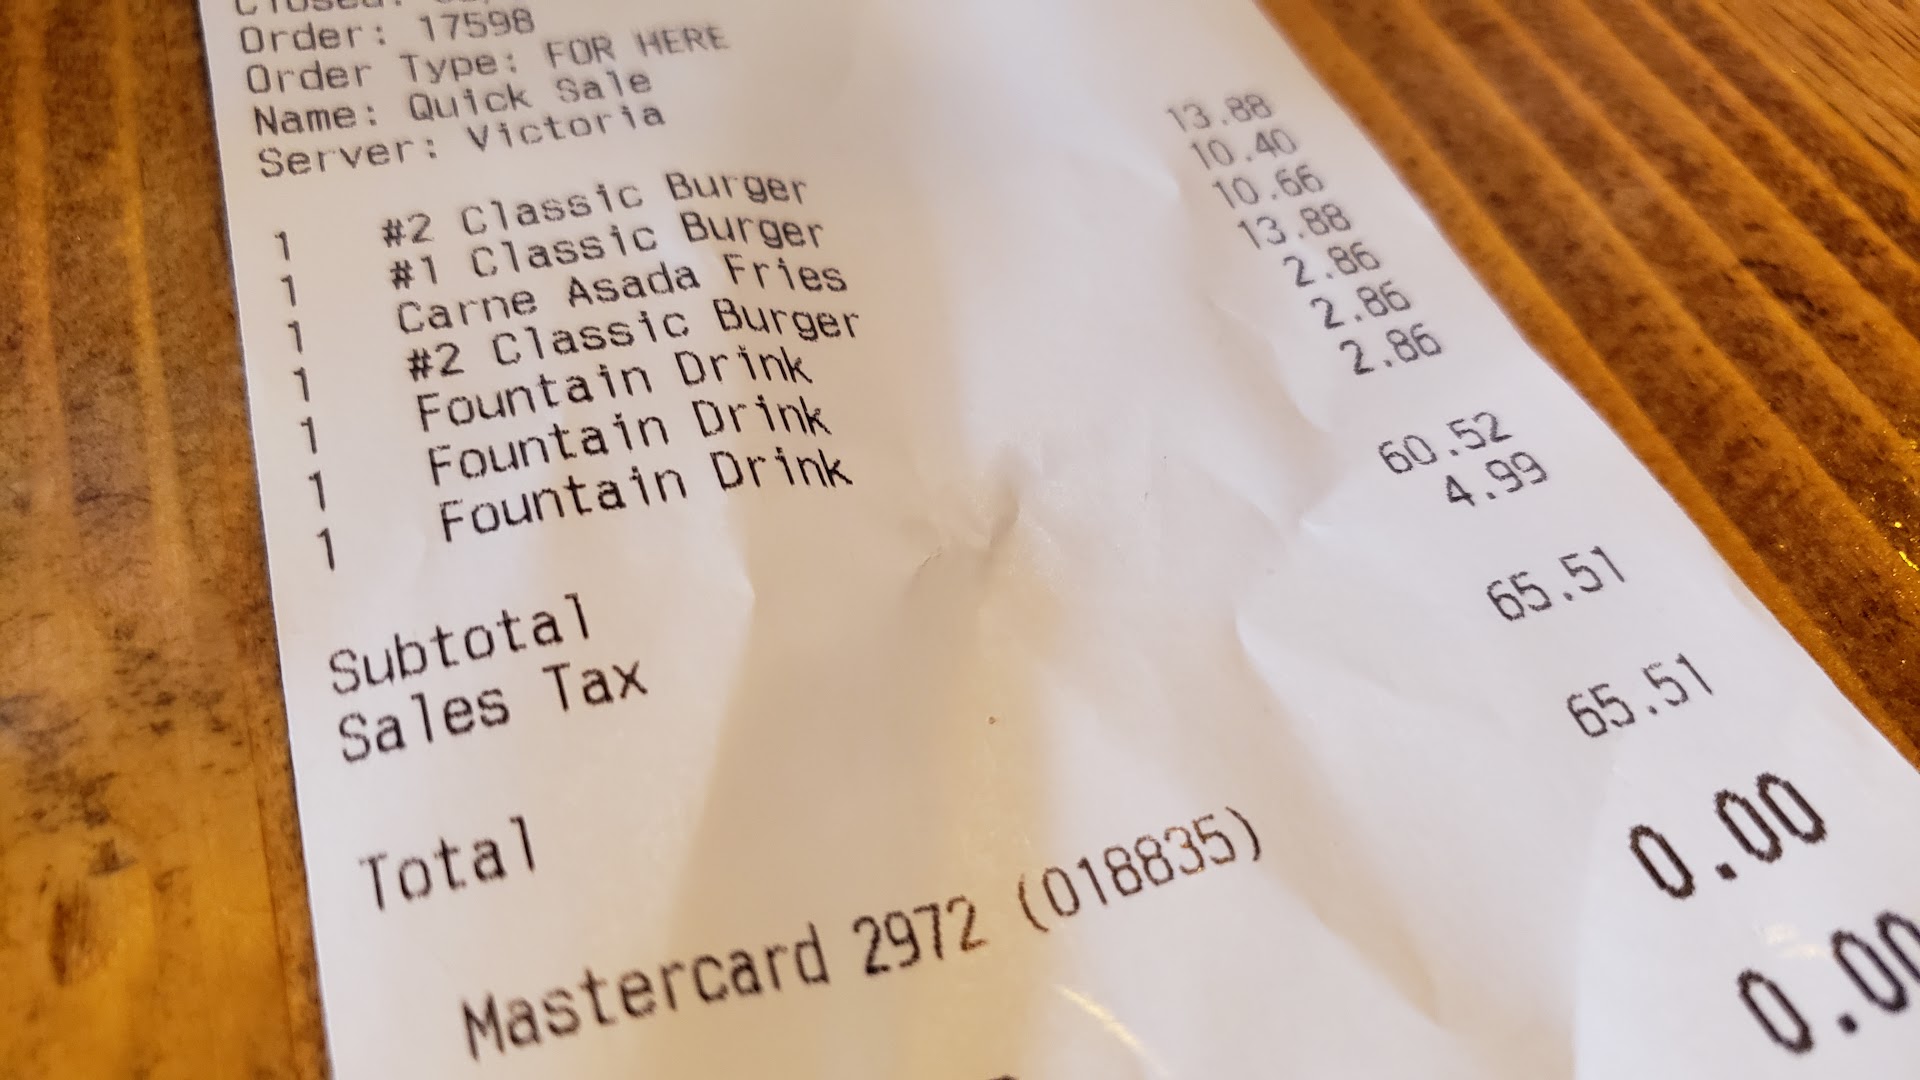 Order: 17598
Order Type: FOR HERE
Name: Quick Sale
Server: Victoria
1 #2 Classic Burger 13.88
1 #1 Classic Burger 10.40
1 Carne Asada Fries 10.66
1 #2 Classic Burger 13.88
1 Fountain Drink 2.86
1 Fountain Drink 2.86
1 Fountain Drink 2.86
Subtotal 60.52
Sales Tax 4.99
Total 65.51
Mastercard 2972 (018835) 65.51
0.00
0.00